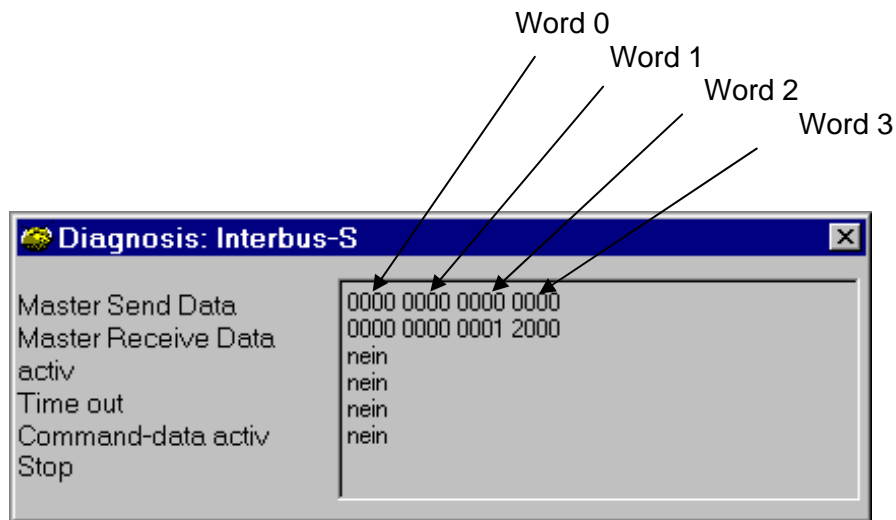 Word 0
Word 1
Word 2
Word 3
Diagnosis: Interbus-S
Master Send Data
Master Receive Data
activ
Time out
Command-data activ
Stop
0000 0000 0000 0000
0000 0000 0001 2000
nein
nein
nein
nein